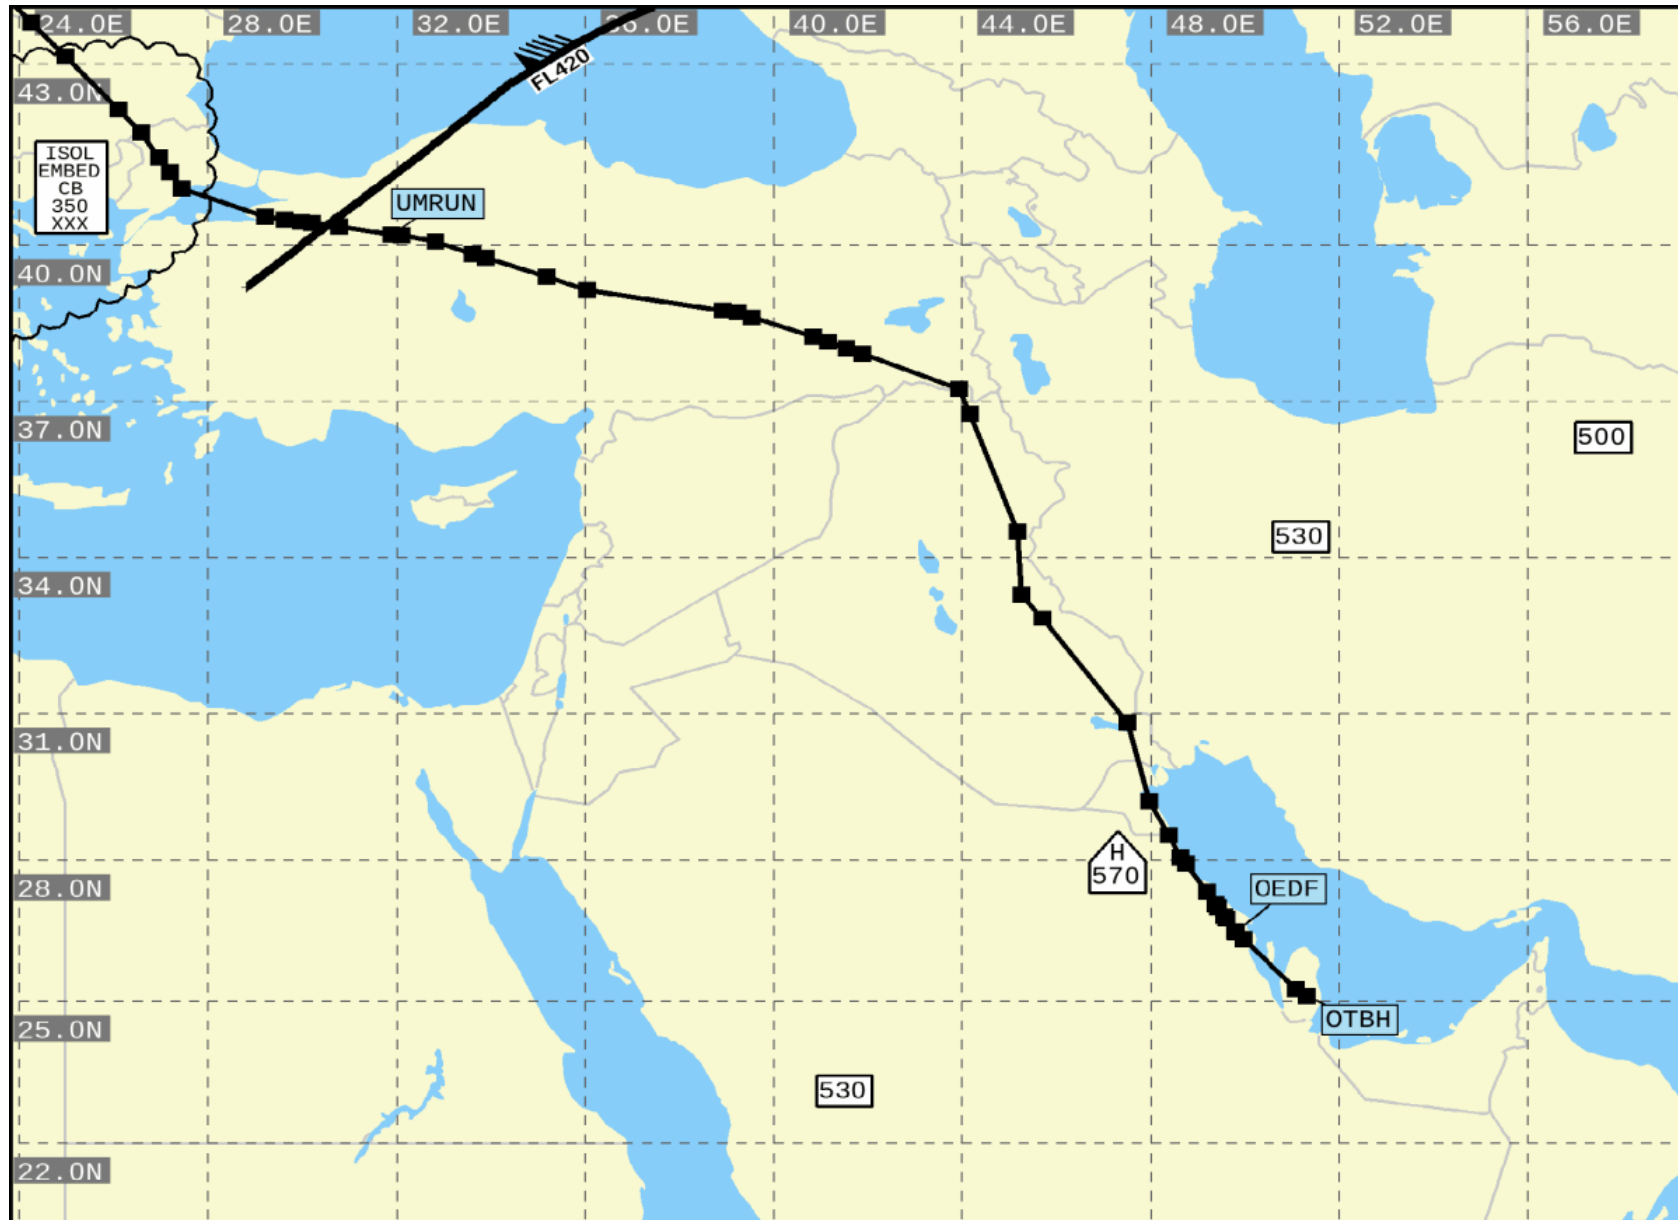 24.0E 28.0E 32.0E 36.0E 40.0E 44.0E 48.0E 52.0E 56.0E
FL420
43.0N
ISOL
EMBED
CB
350
XXX
UMRUN
40.0N
37.0N
500
530
34.0N
31.0N
H
570
28.0N
OEDF
25.0N
OTBH
530
22.0N